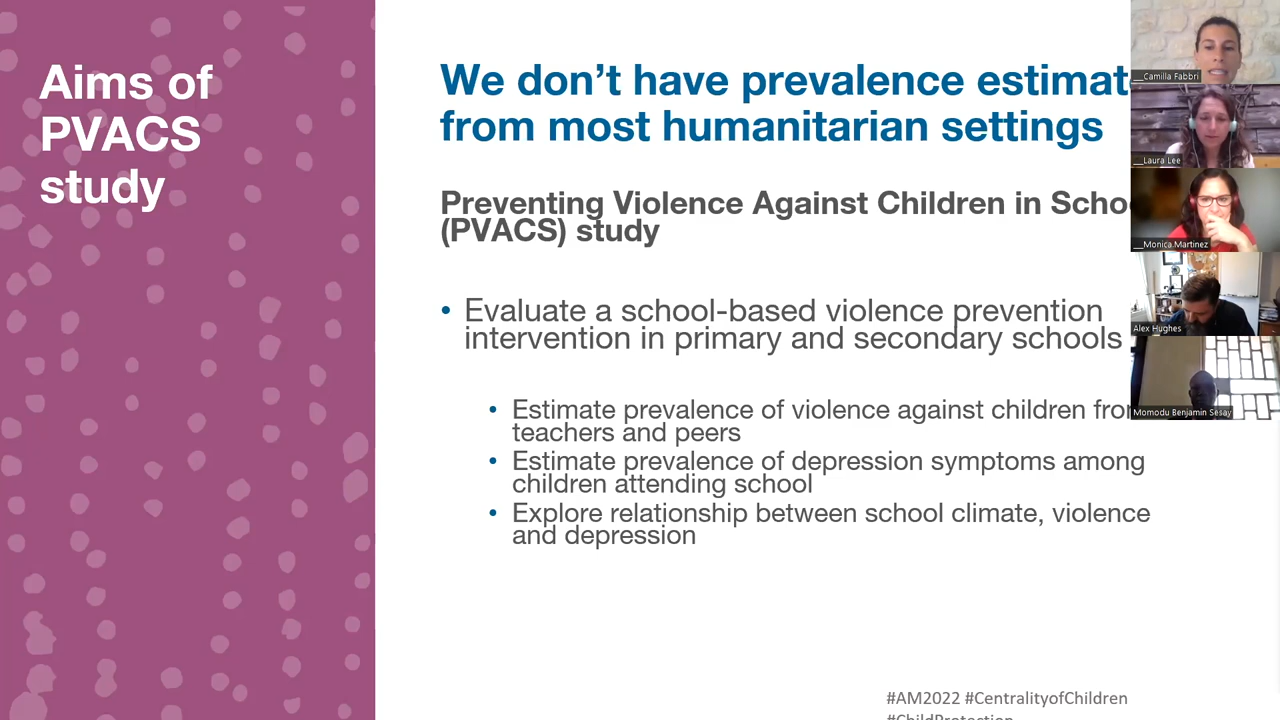 Aims of
PVACS
study
We don't have prevalence estimat
from most humanitarian settings
Preventing Violence Against Children in Scho
(PVACS) study
• Evaluate a school-based violence prevention
intervention in primary and secondary schools
• Estimate prevalence of violence against children from
teachers and peers
• Estimate prevalence of depression symptoms among
children attending school
• Explore relationship between school climate, violence
and depression
#AM2022 #CentralityofChildren
#ChildProtection
__Camilla Fabbri
__Laura Lee
__Monica.Martinez
Alex Hughes
Momodu Benjamin Sesay